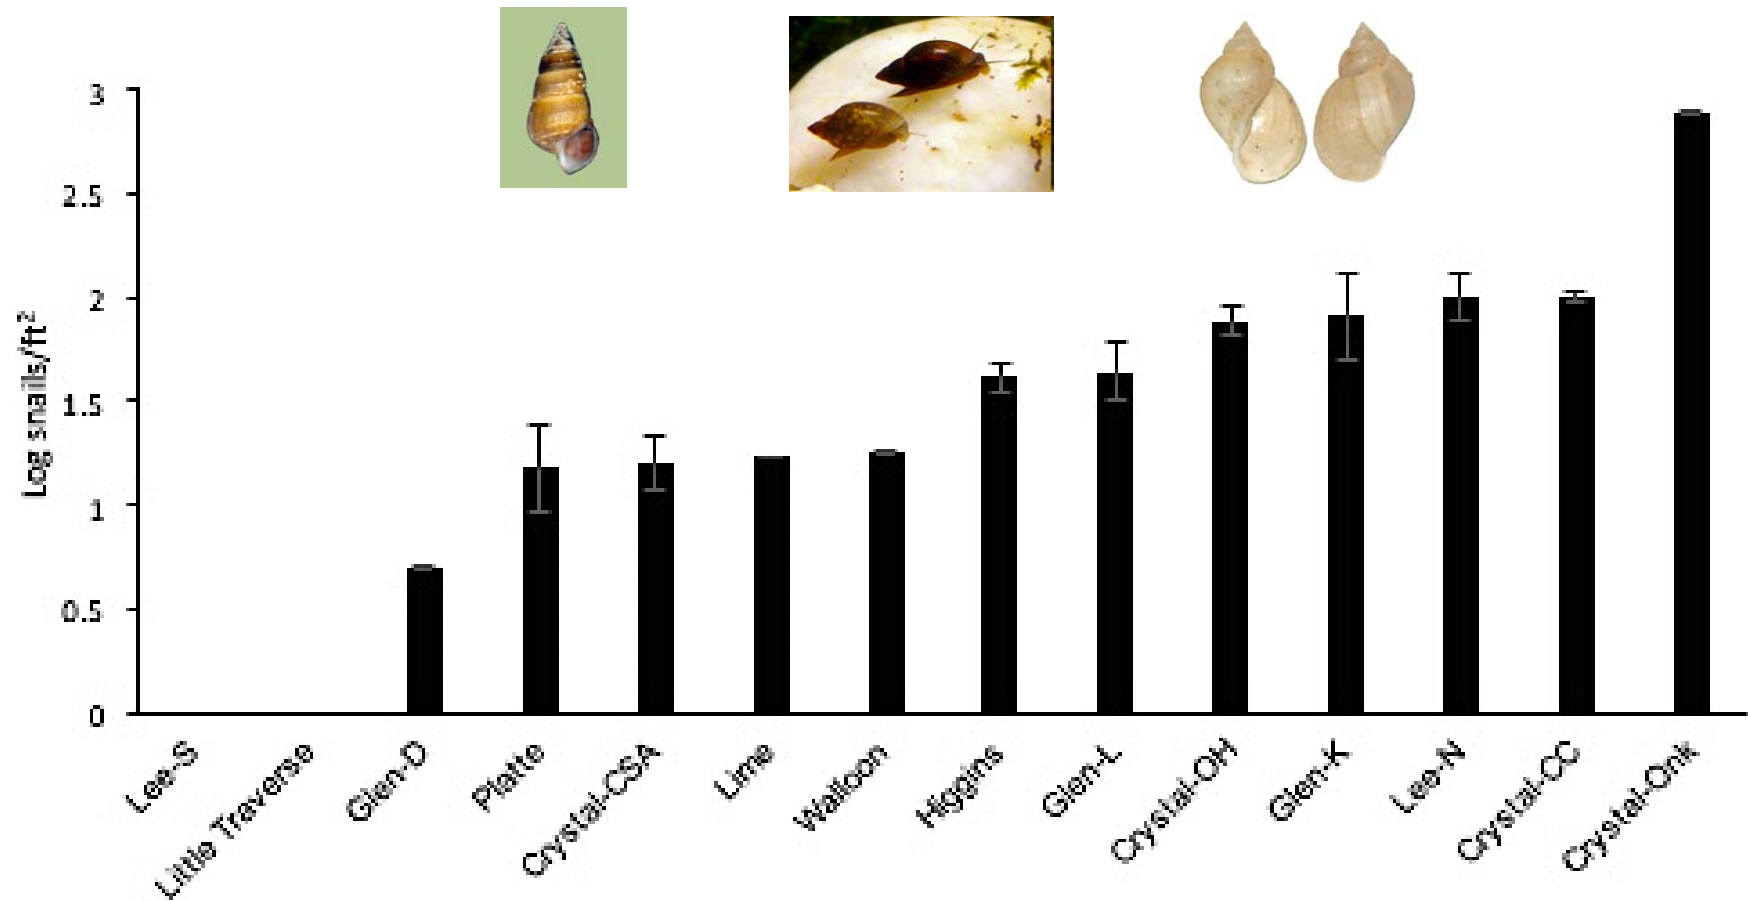 3
2.5
2
1.5
1
0.5
0
Log snails/ft²
Lee-S
Little Traverse
Glen-D
Platte
Crystal-CSA
Lime
Walloon
Higgins
Glen-L
Crystal-OH
Glen-K
Lee-N
Crystal-CC
Crystal-Onk